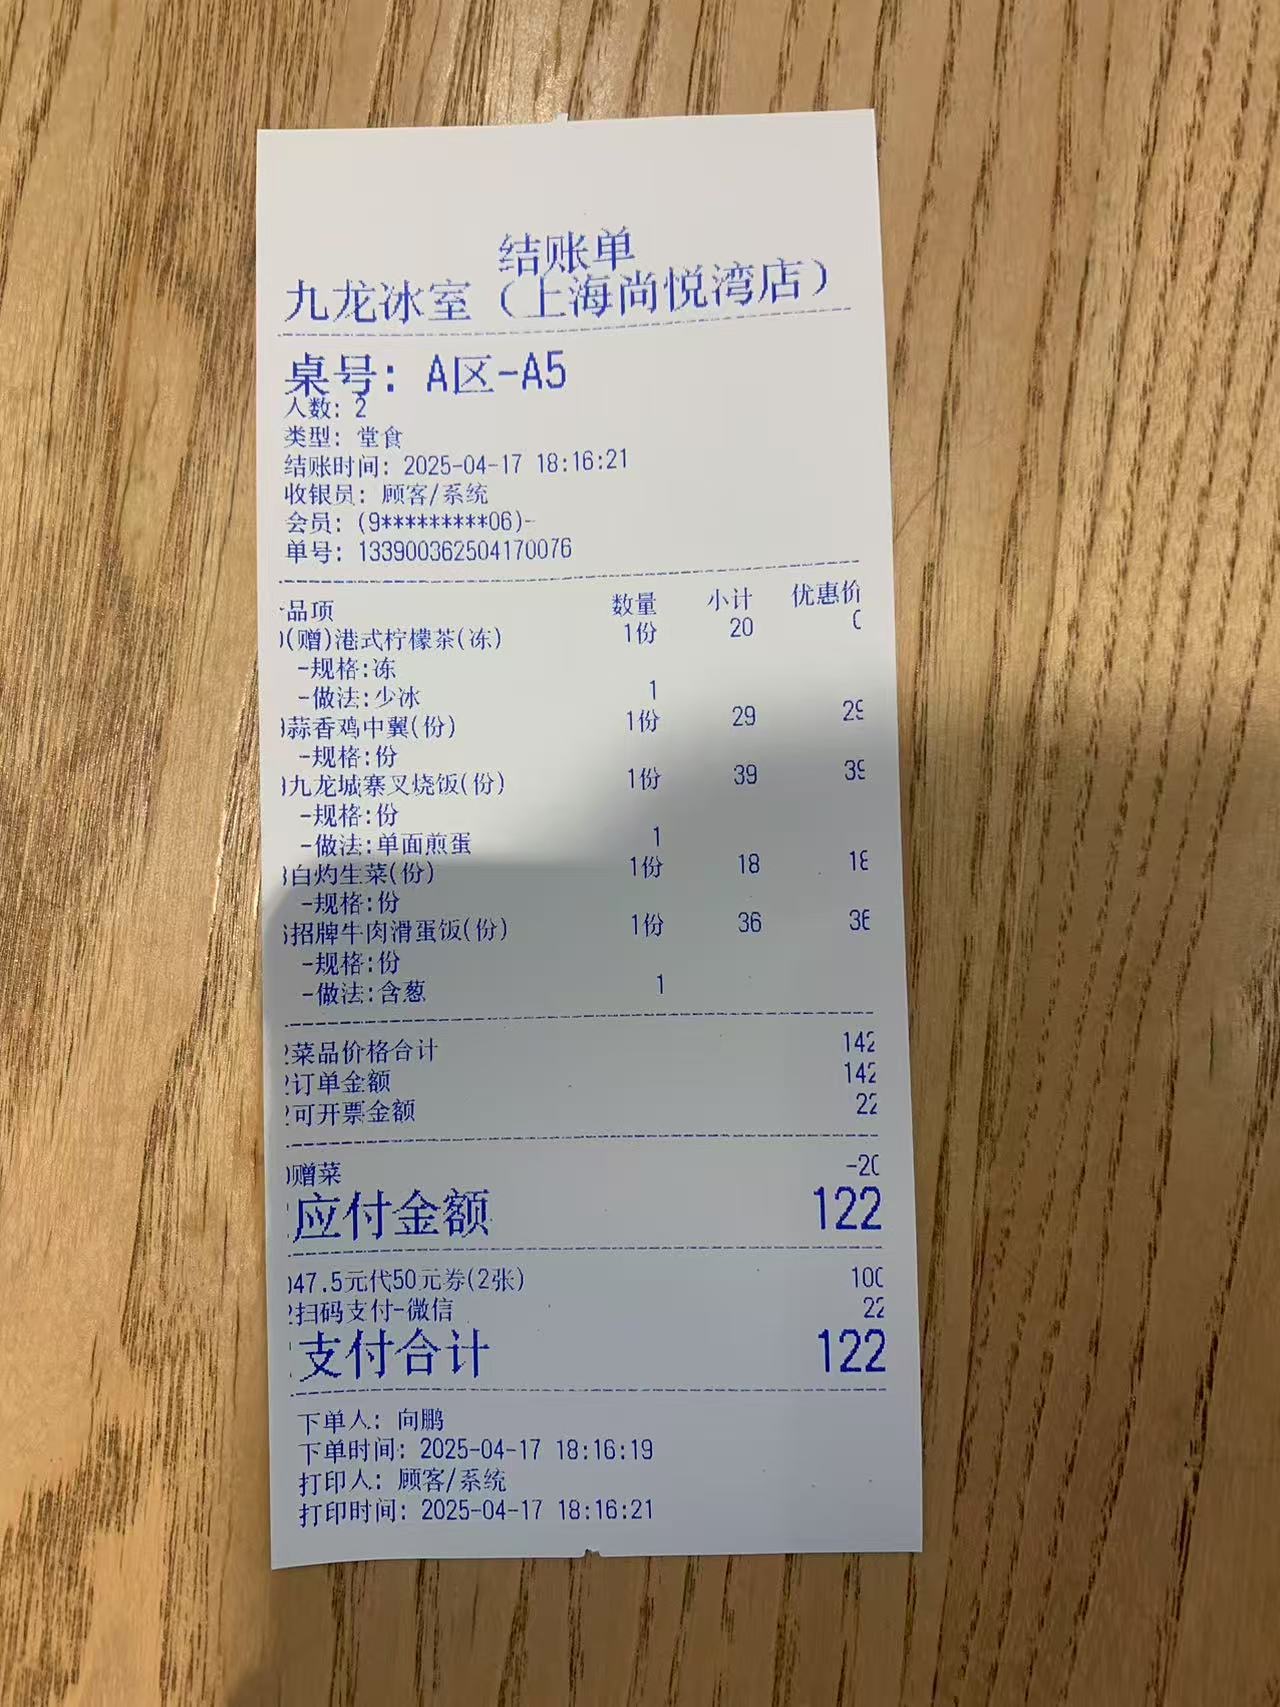 结账单
九龙冰室（上海尚悦湾店）
桌号: A区-A5
人数: 2
类型: 堂食
结账时间: 2025-04-17 18:16:21
收银员: 顾客/系统
会员: (9*********06)-
单号: 133900362504170076
品项 数量 小计 优惠价
(赠)港式柠檬茶(冻) 1份 20 0
-规格:冻
-做法:少冰 1
蒜香鸡中翼(份) 1份 29 29
-规格:份
九龙城寨叉烧饭(份) 1份 39 39
-规格:份
-做法:单面煎蛋 1
白灼生菜(份) 1份 18 18
-规格:份
招牌牛肉滑蛋饭(份) 1份 36 36
-规格:份
-做法:含葱 1
菜品价格合计 142
订单金额 142
可开票金额 22
赠菜 -20
应付金额 122
47.5元代50元券(2张) 100
扫码支付-微信 22
支付合计 122
下单人: 向鹏
下单时间: 2025-04-17 18:16:19
打印人: 顾客/系统
打印时间: 2025-04-17 18:16:21